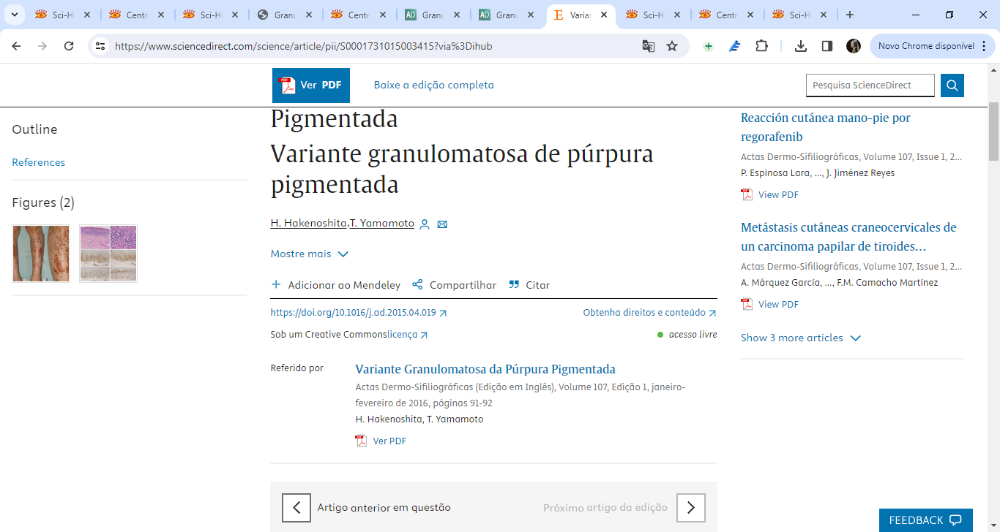 Sci-H
Centr
Sci-H
Granu
Centr
AD Granu
AD Granu
E Varian
Sci-H
Centr
Sci-H
https://www.sciencedirect.com/science/article/pii/S0001731015003415?via%3Dihub
Novo Chrome disponível
Ver PDF
Baixe a edição completa
Pesquisa ScienceDirect
Outline
References
Figures (2)
Pigmentada
Variante granulomatosa de púrpura
pigmentada
H. Hakenoshita,T. Yamamoto
Mostre mais
Adicionar ao Mendeley
Compartilhar
Citar
https://doi.org/10.1016/j.ad.2015.04.019
Obtenha direitos e conteúdo
Sob um Creative Commonslicença
acesso livre
Referido por
Variante Granulomatosa da Púrpura Pigmentada
Actas Dermo-Sifiliográficas (Edição em Inglês), Volume 107, Edição 1, janeiro-
fevereiro de 2016, páginas 91-92
H. Hakenoshita, T. Yamamoto
Ver PDF
Artigo anterior em questão
Próximo artigo da edição
Reacción cutánea mano-pie por
regorafenib
Actas Dermo-Sifiliográficas, Volume 107, Issue 1, 2...
P. Espinosa Lara, ..., J. Jiménez Reyes
View PDF
Metástasis cutáneas craneocervicales de
un carcinoma papilar de tiroides...
Actas Dermo-Sifiliográficas, Volume 107, Issue 1, 2...
A. Márquez García, ..., F.M. Camacho Martínez
View PDF
Show 3 more articles
FEEDBACK